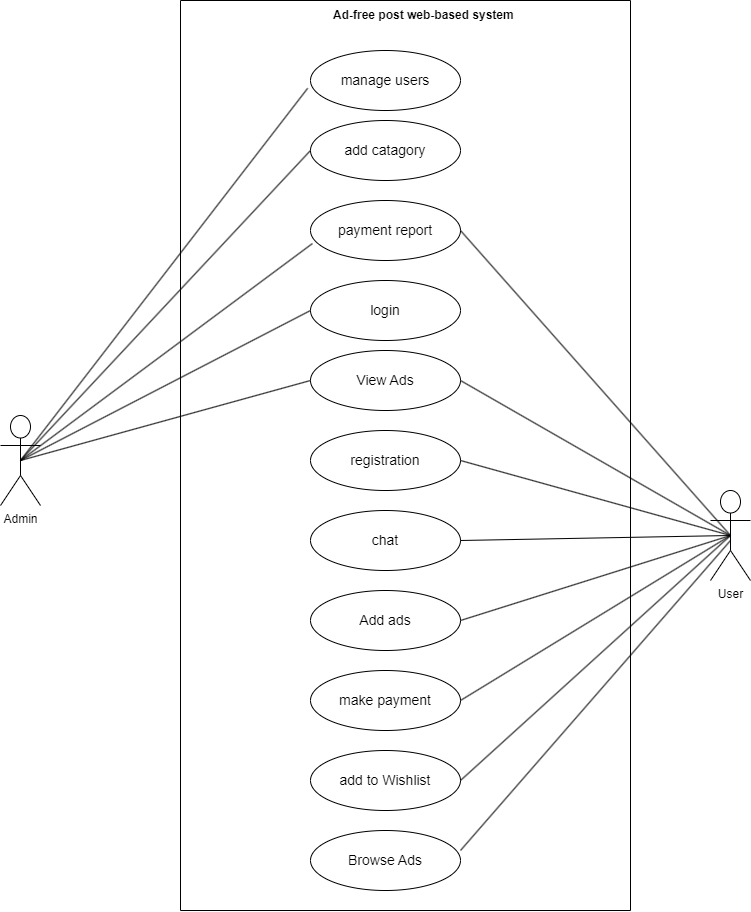 Ad-free post web-based system
manage users
add catagory
payment report
login
View Ads
registration
chat
Add ads
make payment
add to Wishlist
Browse Ads
Admin
User